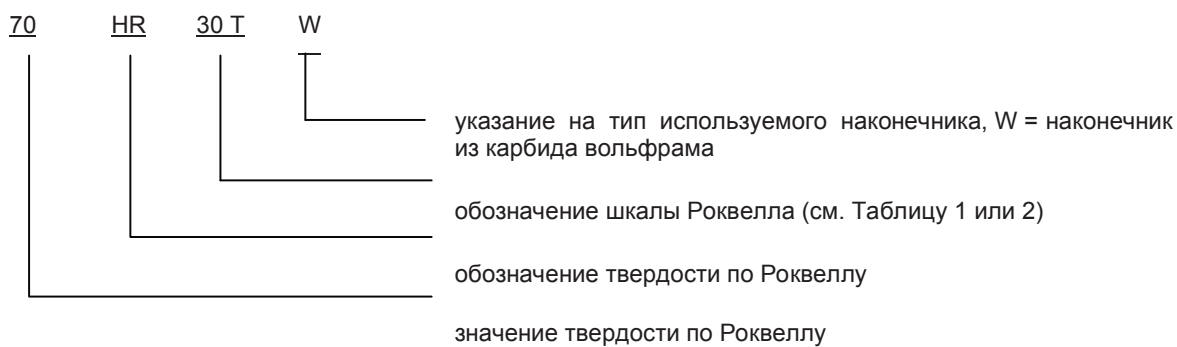 70 HR 30 T W
указание на тип используемого наконечника, W = наконечник
из карбида вольфрама
обозначение шкалы Роквелла (см. Таблицу 1 или 2)
обозначение твердости по Роквеллу
значение твердости по Роквеллу